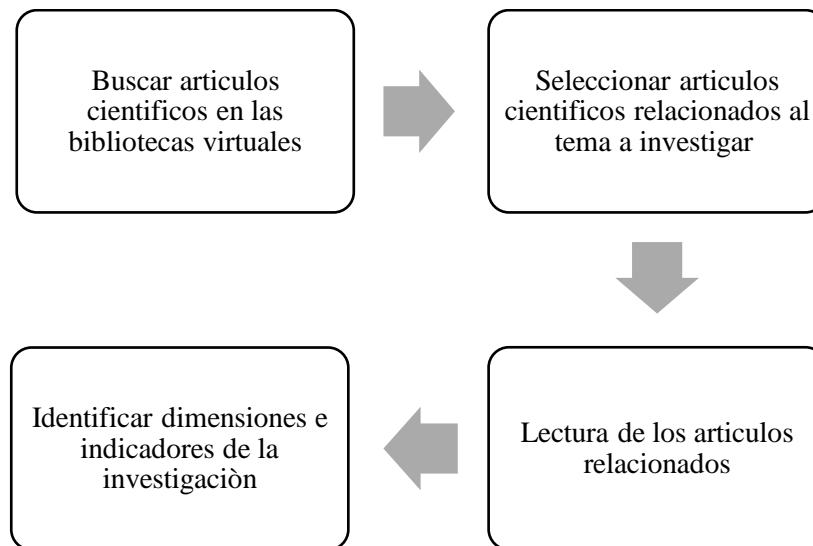 Buscar articulos
cientificos en las
bibliotecas virtuales
Seleccionar articulos
cientificos relacionados al
tema a investigar
Lectura de los articulos
relacionados
Identificar dimensiones e
indicadores de la
investigaciòn